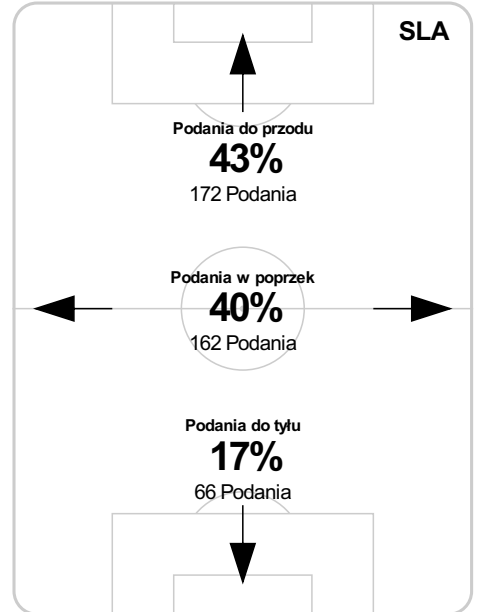 SLA
Podania do przodu
43%
172 Podania
Podania w poprzek
40%
162 Podania
Podania do tyłu
17%
66 Podania